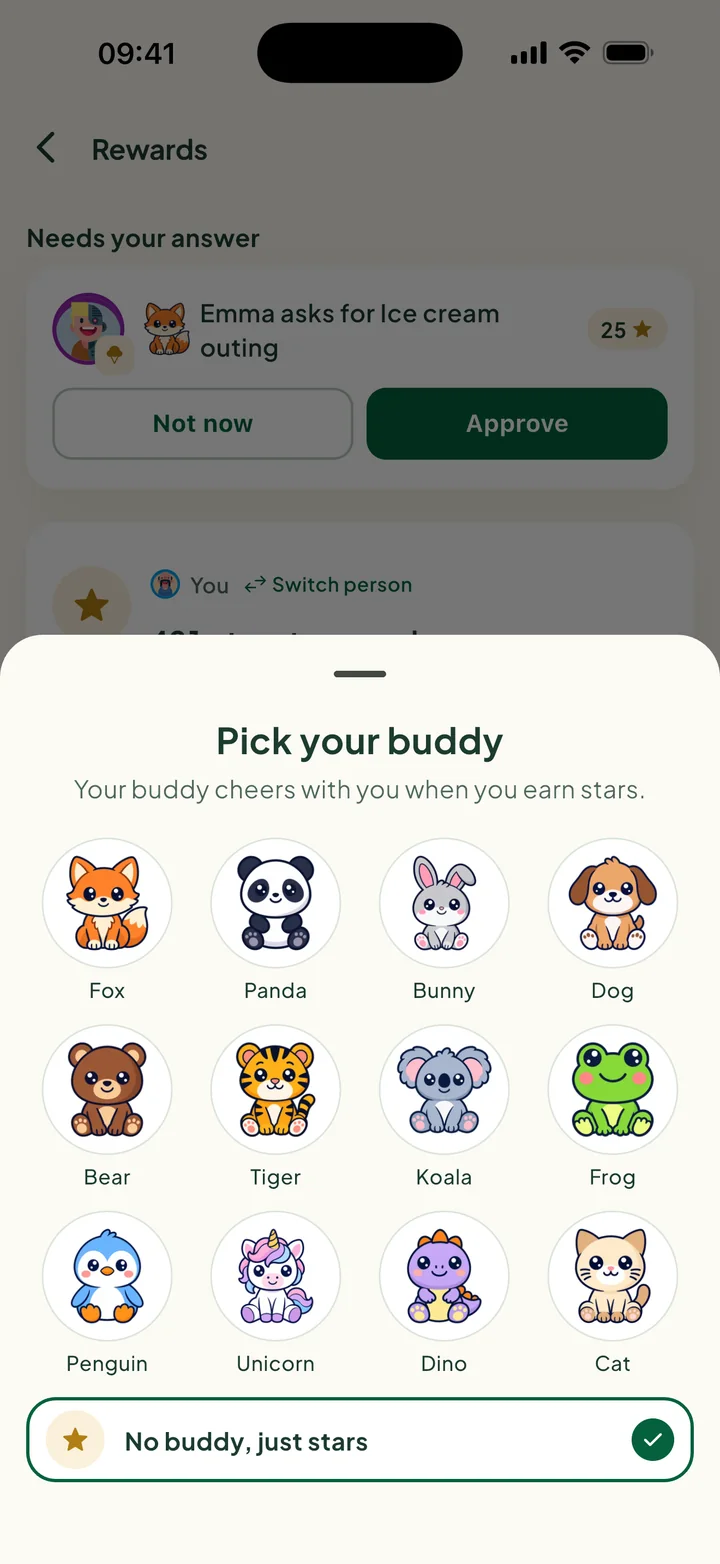 09:41
Rewards
Needs your answer
Emma asks for Ice cream
outing
25
Not now
Approve
You
Switch person
Pick your buddy
Your buddy cheers with you when you earn stars.
Fox
Panda
Bunny
Dog
Bear
Tiger
Koala
Frog
Penguin
Unicorn
Dino
Cat
No buddy, just stars